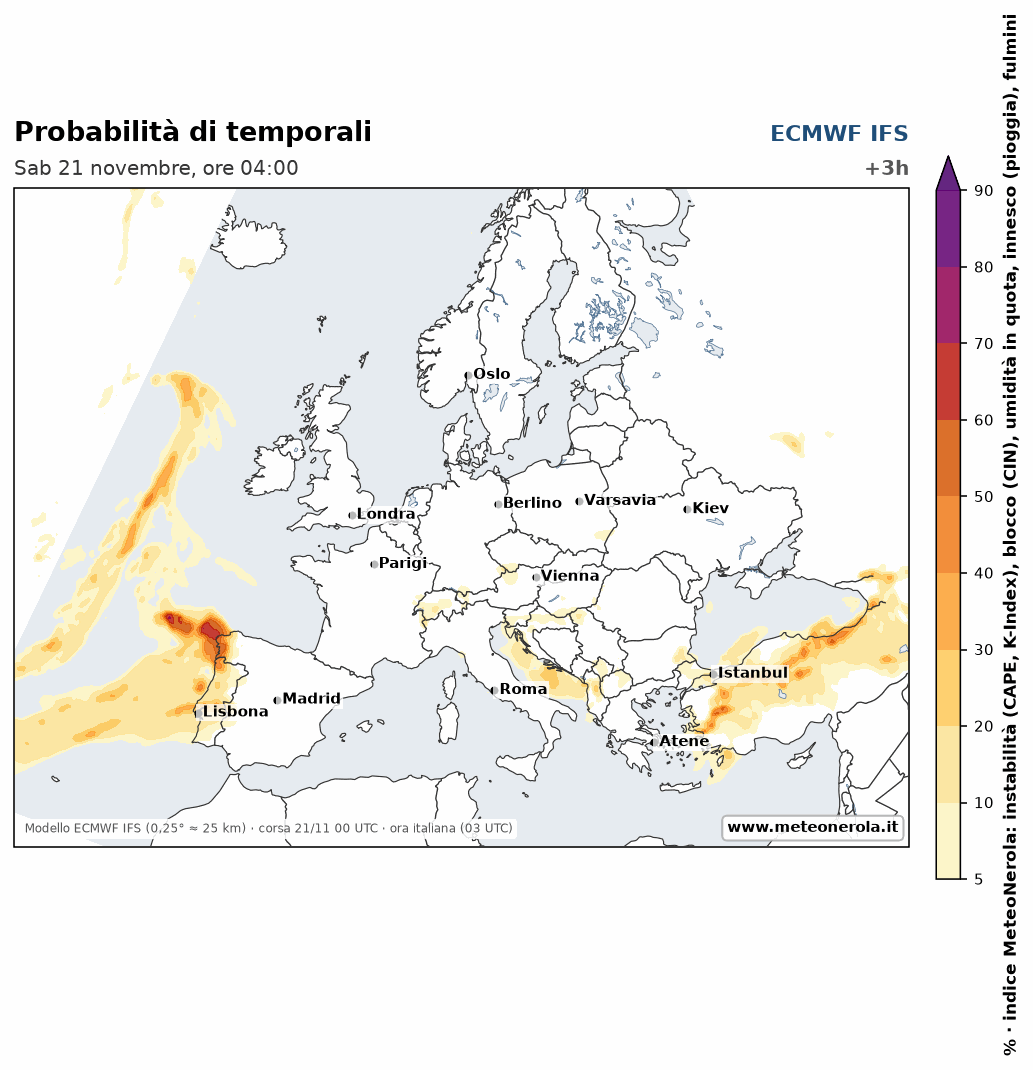 Probabilità di temporali
ECMWF IFS
Sab 21 novembre, ore 04:00
+3h
Oslo
Londra
Berlino
Varsavia
Kiev
Parigi
Vienna
Istanbul
Roma
Madrid
Lisbona
Atene
Modello ECMWF IFS (0,25° ≈ 25 km) · corsa 21/11 00 UTC · ora italiana (03 UTC)
www.meteonerola.it
90
80
70
60
50
40
30
20
10
5
% · indice MeteoNerola: instabilità (CAPE, K-Index), blocco (CIN), umidità in quota, innesco (pioggia), fulmini